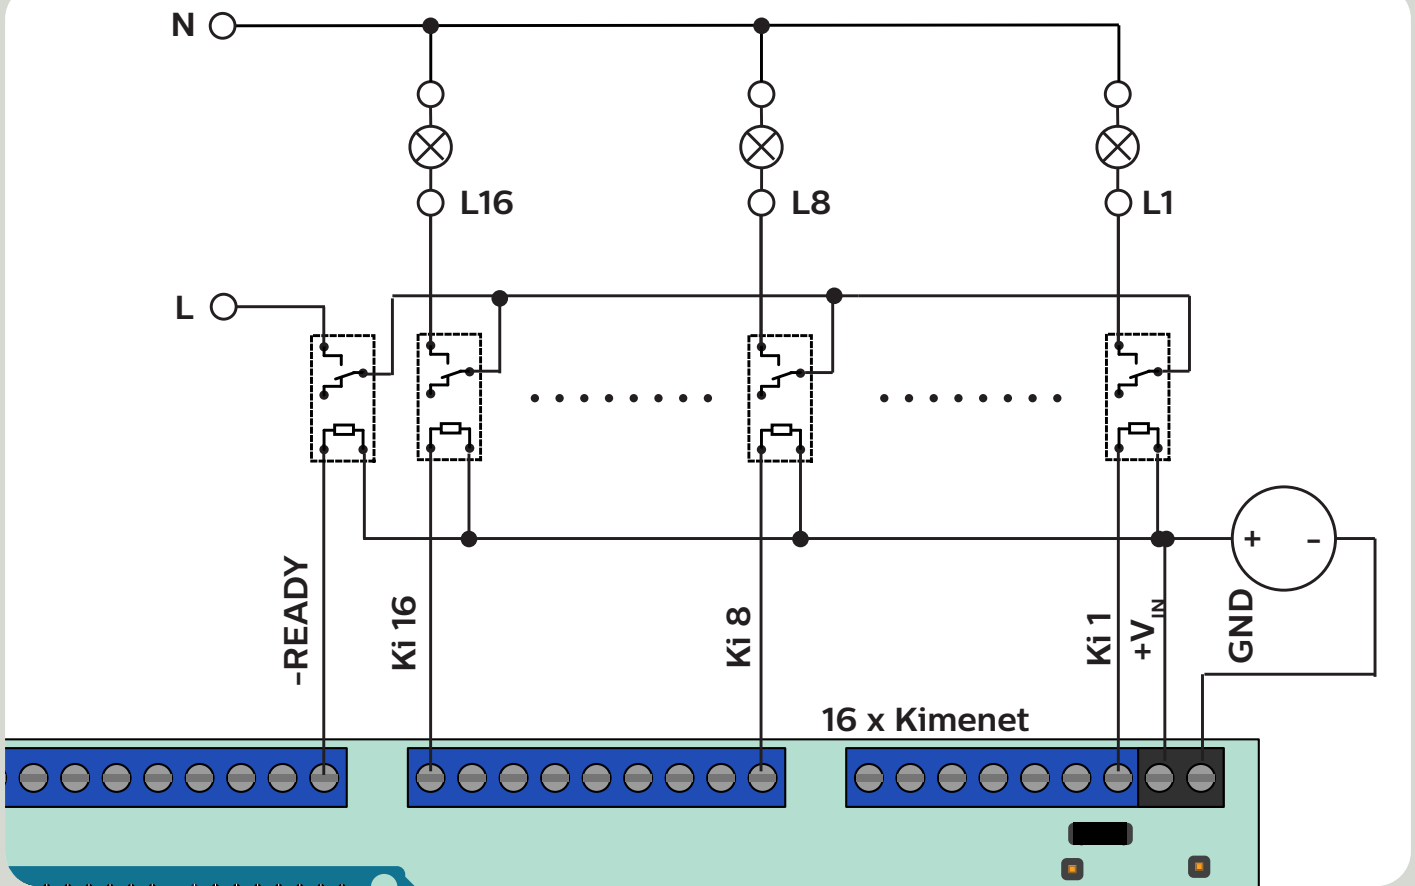 N
L16
L8
L1
L
+
-
-READY
Ki 16
Ki 8
Ki 1
+VIN
GND
16 x Kimenet